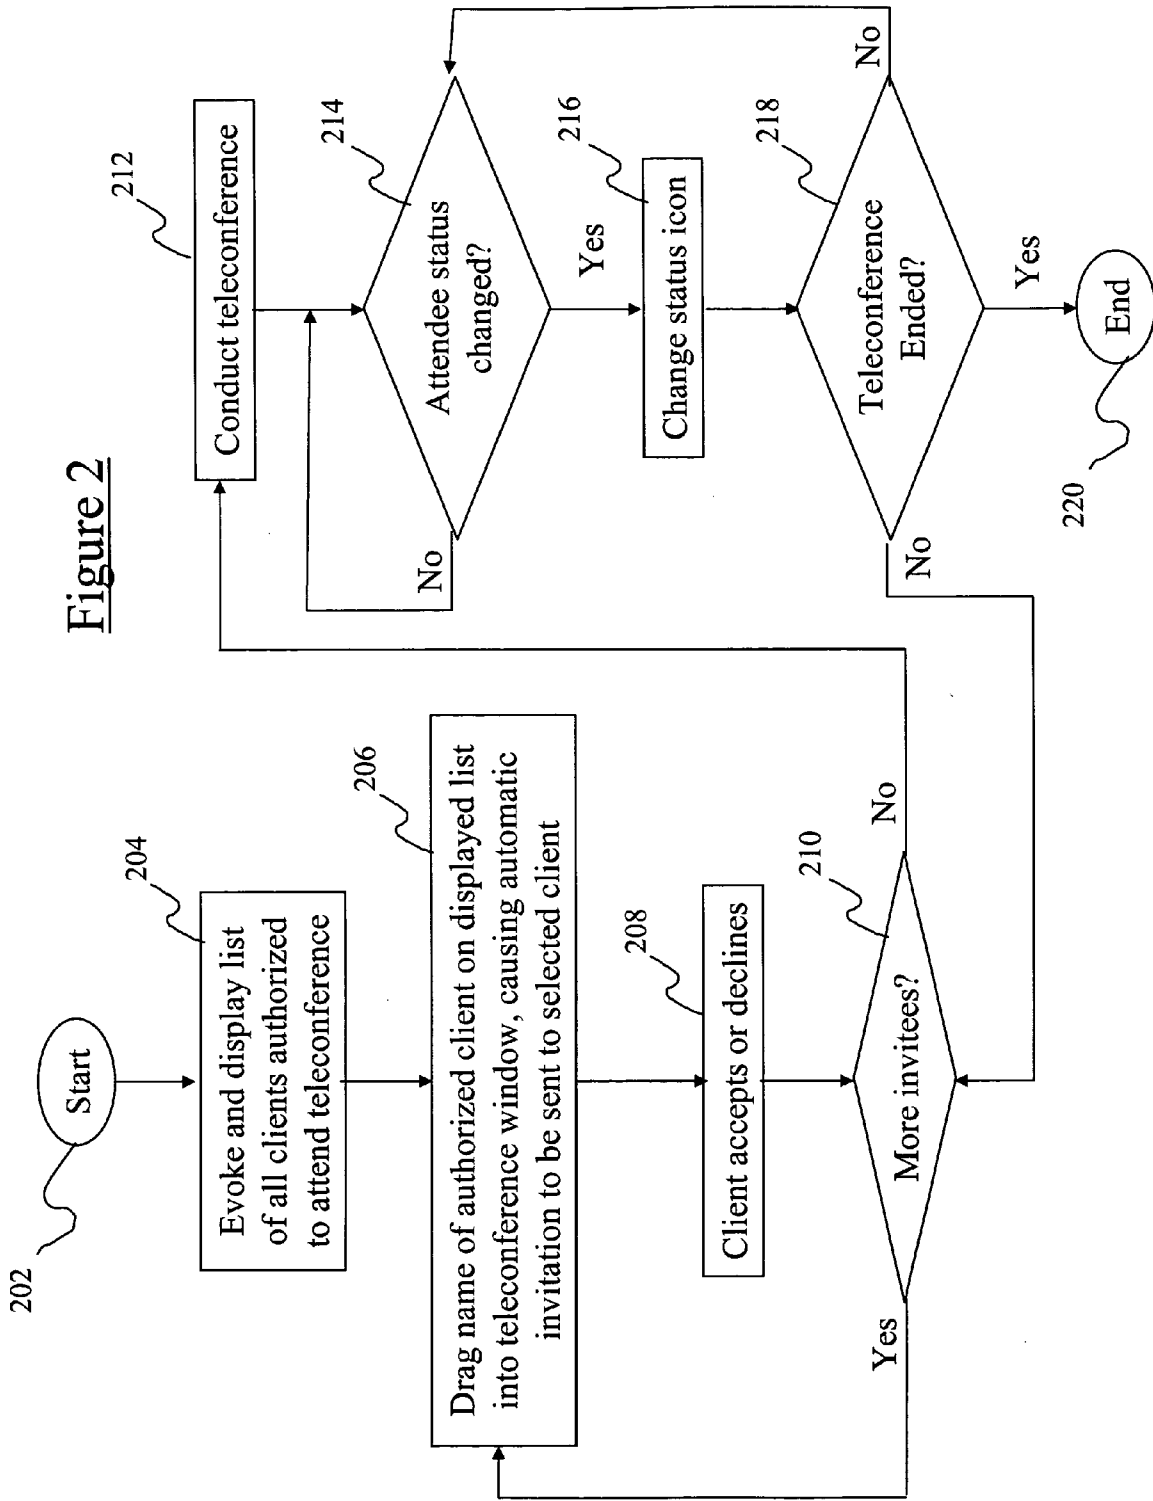 Figure 2
202
Start
204
Evoke and display list
of all clients authorized
to attend teleconference
206
Drag name of authorized client on displayed list
into teleconference window, causing automatic
invitation to be sent to selected client
208
Client accepts or declines
210
More invitees?
Yes
No
212
Conduct teleconference
214
Attendee status
changed?
No
Yes
216
Change status icon
218
Teleconference
Ended?
No
No
Yes
End
220